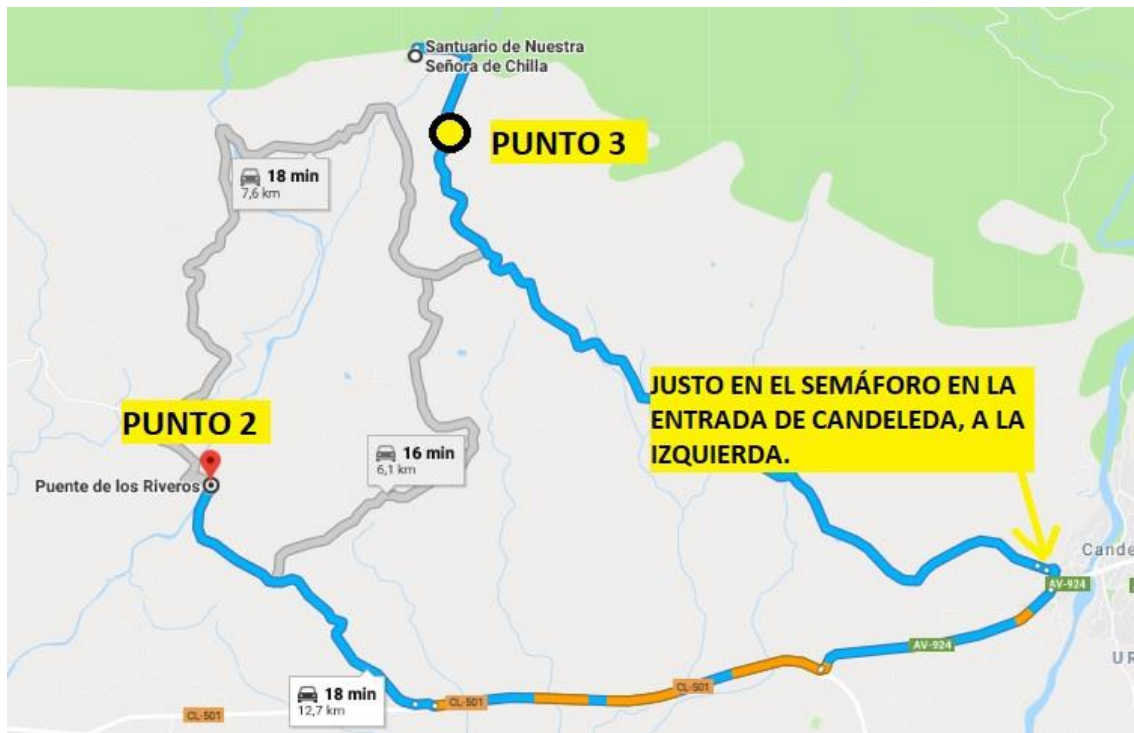 Santuario de Nuestra
Señora de Chilla
PUNTO 3
18 min
7,6 km
JUSTO EN EL SEMÁFORO EN LA
ENTRADA DE CANDELEDA, A LA
IZQUIERDA.
PUNTO 2
16 min
6,1 km
Puente de los Riveros
Cande
AV-924
AV-924
UR
18 min
12,7 km
CL-501
CL-501
CL-501